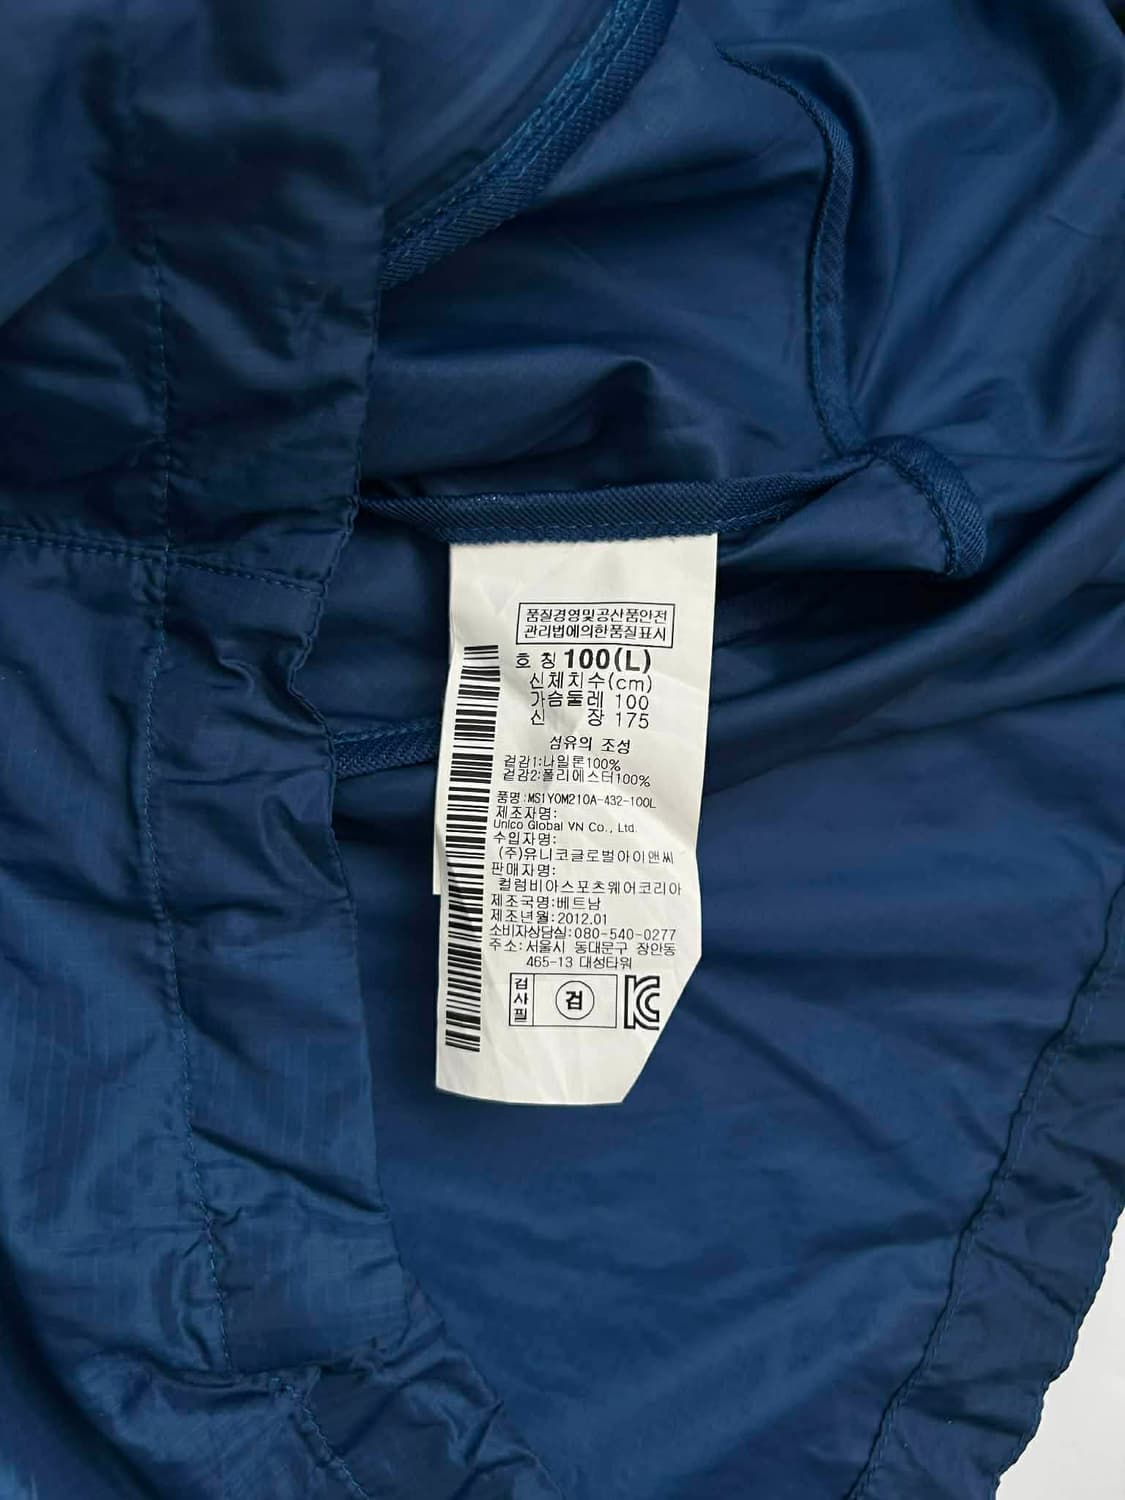 품질경영및공산품안전
관리법에의한품질표시
호 칭 100(L)
신체치수(cm)
가슴둘레 100
신 장 175
섬유의 조성
겉감1:나일론100%
겉감2:폴리에스터100%
품명:MS1YOM210A-432-100L
제조자명:
Unico Global VN Co., Ltd.
수입자명:
(주)유니코글로벌아이앤씨
판매자명:
컬럼비아스포츠웨어코리아
제조국명:베트남
제조년월:2012.01
소비자상담실:080-540-0277
주소:서울시 동대문구 장안동
465-13 대성타워
검사필
검
KC